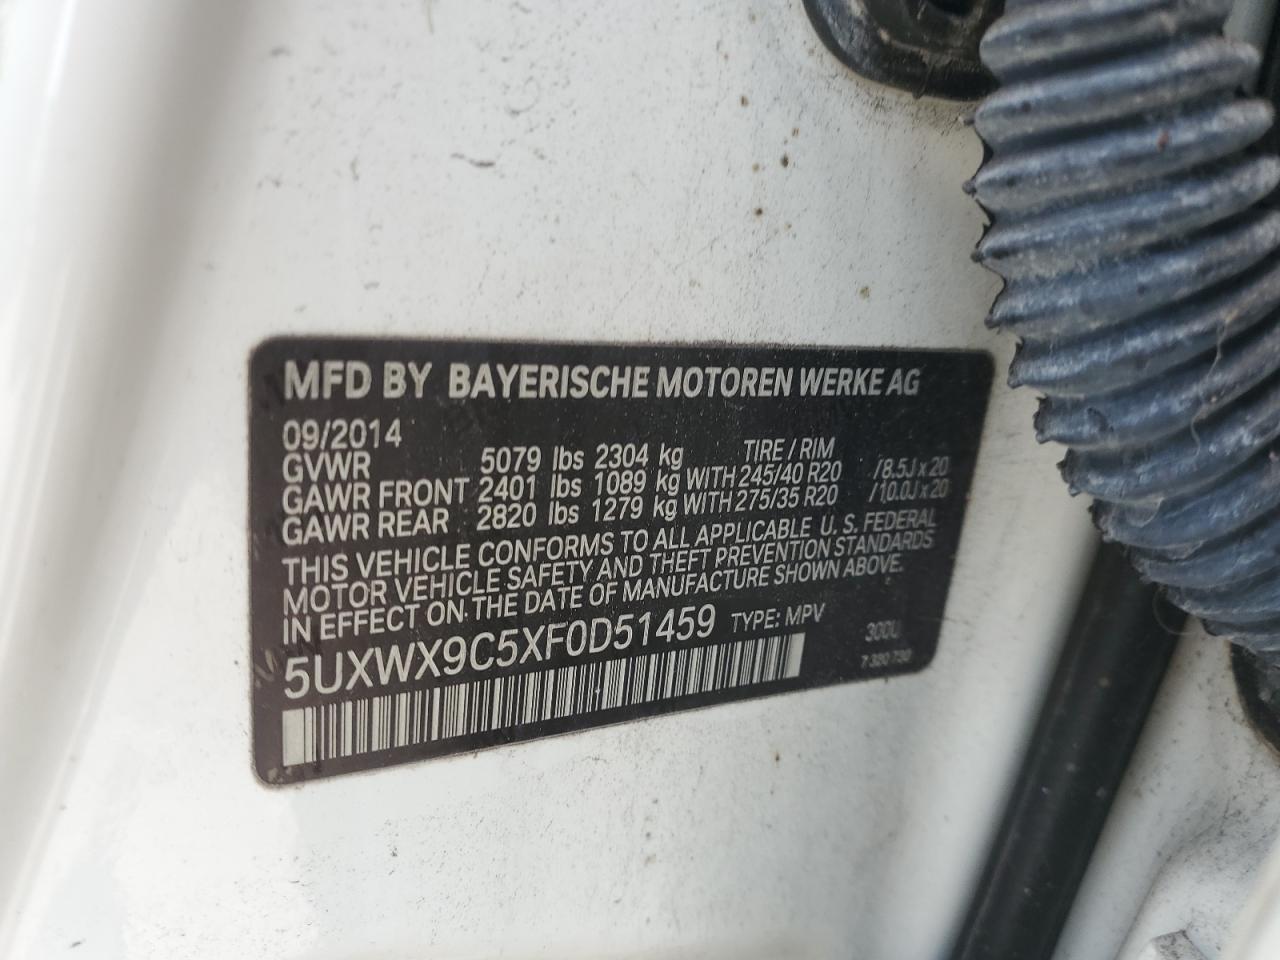 MFD BY BAYERISCHE MOTOREN WERKE AG
09/2014
GVWR 5079 lbs 2304 kg TIRE / RIM
GAWR FRONT 2401 lbs 1089 kg WITH 245/40 R20 /8.5J x 20
GAWR REAR 2820 lbs 1279 kg WITH 275/35 R20 /10.0J x 20
THIS VEHICLE CONFORMS TO ALL APPLICABLE U. S. FEDERAL
MOTOR VEHICLE SAFETY AND THEFT PREVENTION STANDARDS
IN EFFECT ON THE DATE OF MANUFACTURE SHOWN ABOVE.
5UXWX9C5XF0D51459 TYPE: MPV
300U
7 320 730